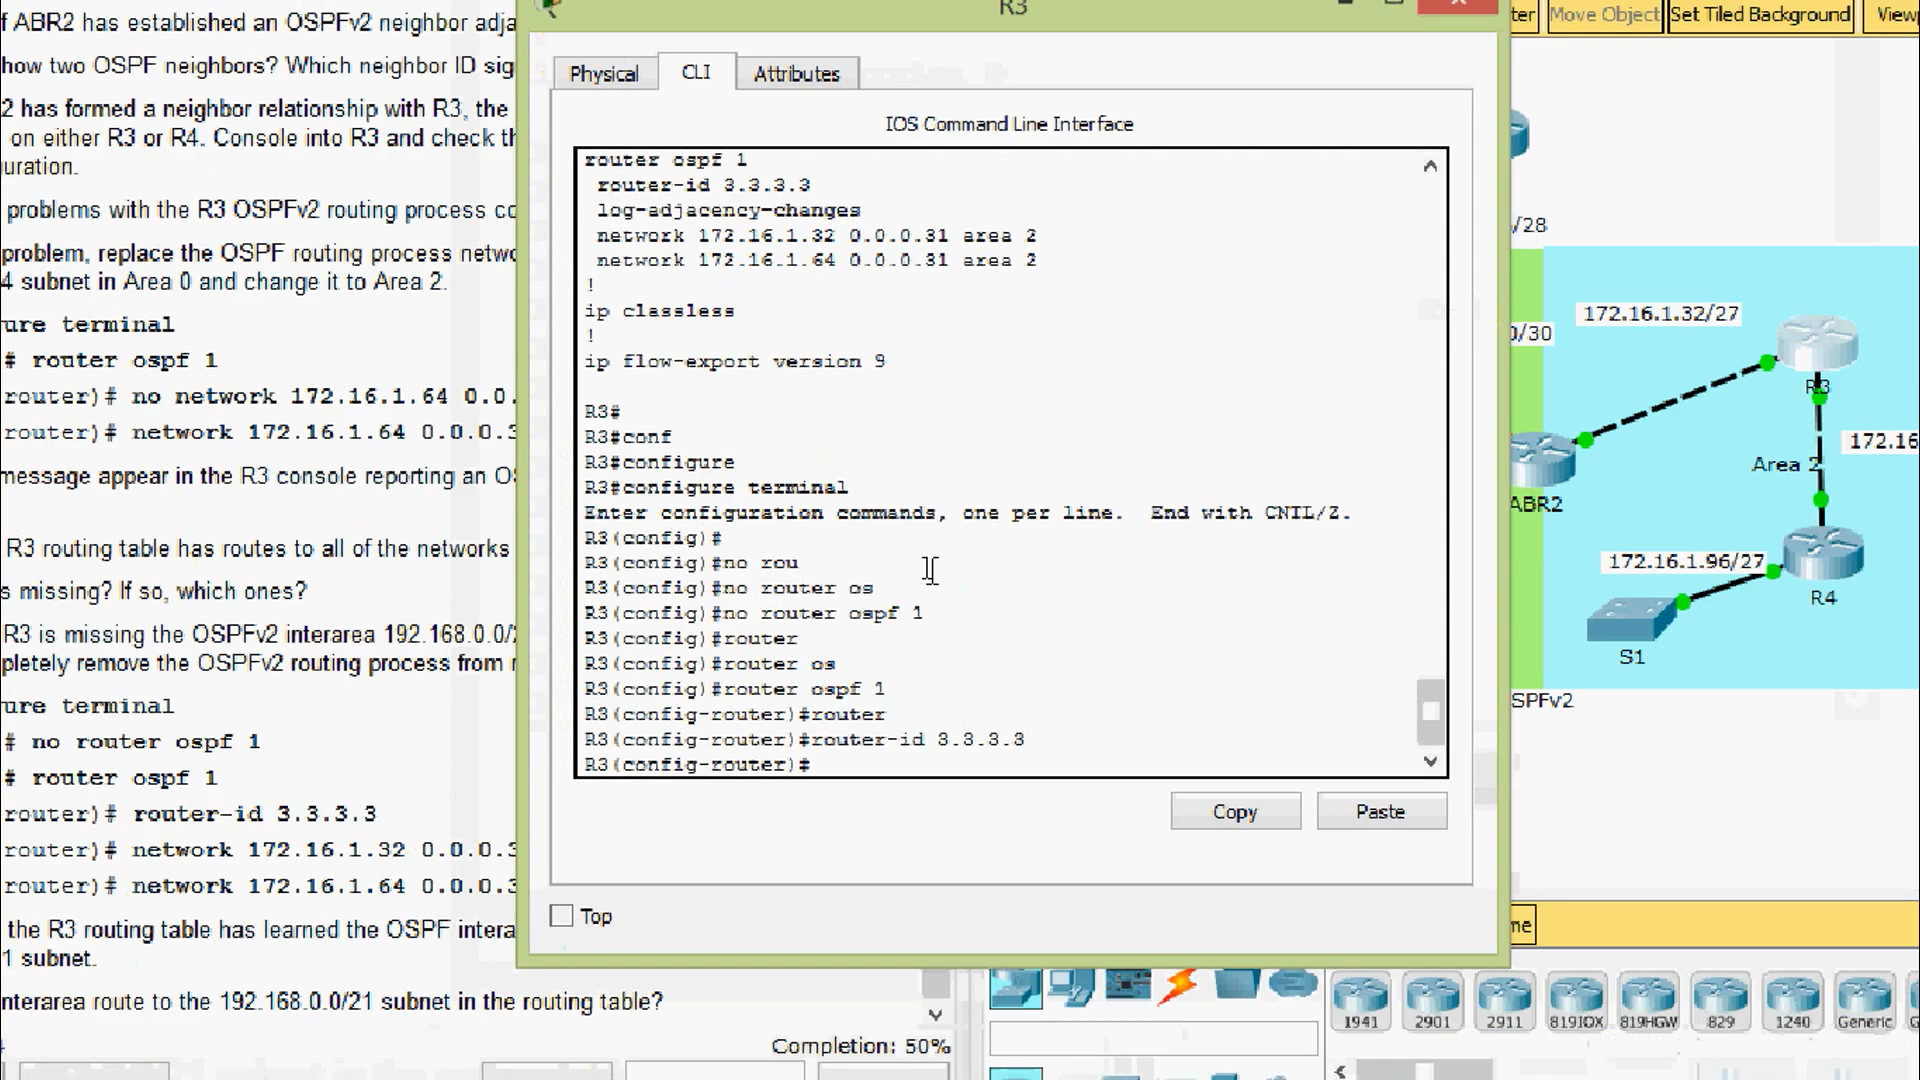 f ABR2 has established an OSPFv2 neighbor adja
how two OSPF neighbors? Which neighbor ID sig
2 has formed a neighbor relationship with R3, the
on either R3 or R4. Console into R3 and check th
uration.
problems with the R3 OSPFv2 routing process co
problem, replace the OSPF routing process netwo
4 subnet in Area 0 and change it to Area 2.
ure terminal
# router ospf 1
router)# no network 172.16.1.64 0.0.
router)# network 172.16.1.64 0.0.0.3
message appear in the R3 console reporting an OS
R3 routing table has routes to all of the networks
s missing? If so, which ones?
R3 is missing the OSPFv2 interarea 192.168.0.0/2
pletely remove the OSPFv2 routing process from r
ure terminal
# no router ospf 1
# router ospf 1
router)# router-id 3.3.3.3
router)# network 172.16.1.32 0.0.0.3
router)# network 172.16.1.64 0.0.0.3
the R3 routing table has learned the OSPF intera
1 subnet.
nterarea route to the 192.168.0.0/21 subnet in the routing table?
Completion: 50%
R3
Physical
CLI
Attributes
IOS Command Line Interface
router ospf 1
router-id 3.3.3.3
log-adjacency-changes
network 172.16.1.32 0.0.0.31 area 2
network 172.16.1.64 0.0.0.31 area 2
!
ip classless
!
ip flow-export version 9
R3#
R3#conf
R3#configure
R3#configure terminal
Enter configuration commands, one per line. End with CNTL/Z.
R3(config)#
R3(config)#no rou
R3(config)#no router os
R3(config)#no router ospf 1
R3(config)#router
R3(config)#router os
R3(config)#router ospf 1
R3(config-router)#router
R3(config-router)#router-id 3.3.3.3
R3(config-router)#
Copy
Paste
Top
ter
Move Object
Set Tiled Background
Viewp
/28
172.16.1.32/27
0/30
R3
172.16
Area 2
ABR2
172.16.1.96/27
R4
S1
SPFv2
me
1941
2901
2911
819IOX
819HGW
829
1240
Generic
G